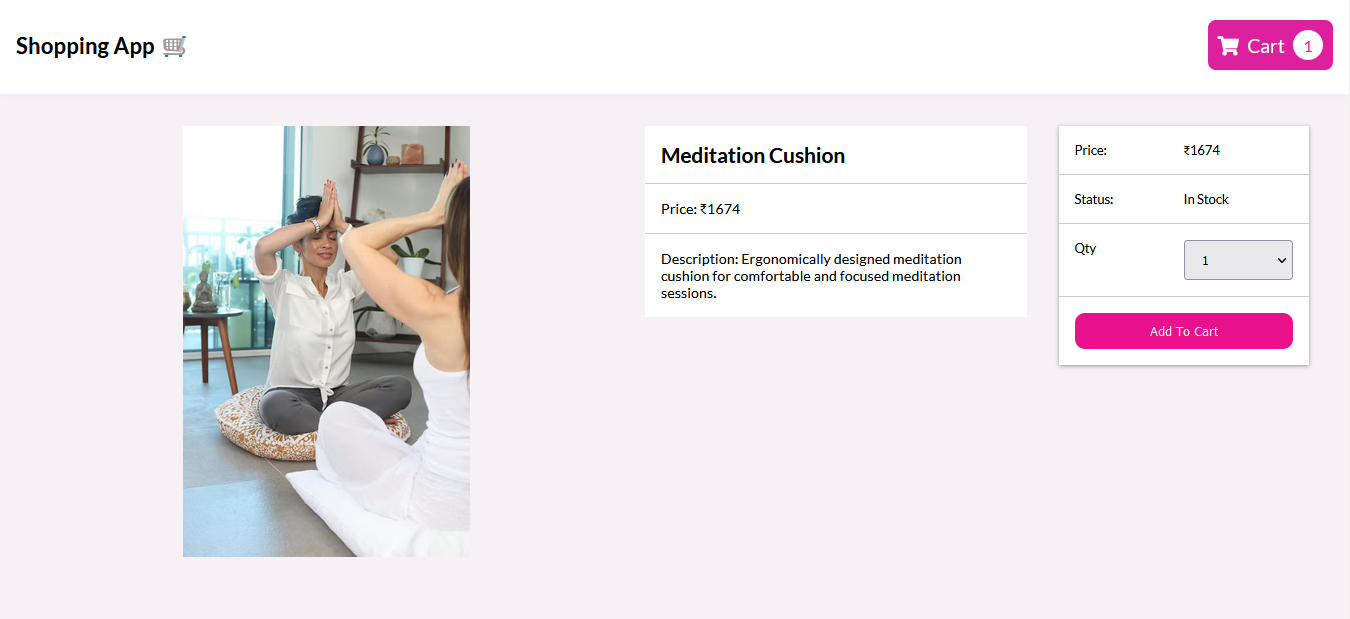 Shopping App
Cart 1
Meditation Cushion
Price: ₹1674
Description: Ergonomically designed meditation
cushion for comfortable and focused meditation
sessions.
Price: ₹1674
Status: In Stock
Qty 1
Add To Cart